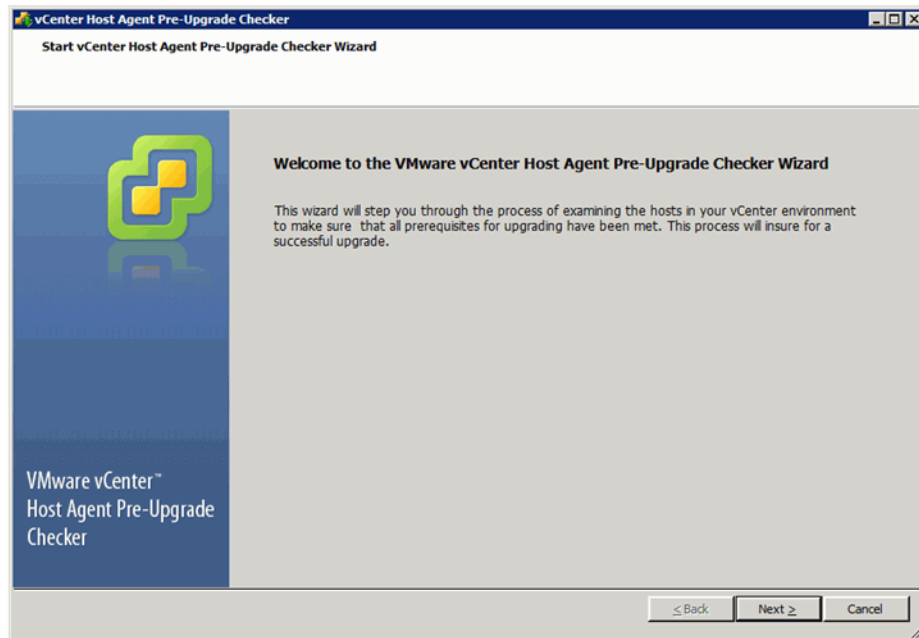 vCenter Host Agent Pre-Upgrade Checker
Start vCenter Host Agent Pre-Upgrade Checker Wizard
Welcome to the VMware vCenter Host Agent Pre-Upgrade Checker Wizard
This wizard will step you through the process of examining the hosts in your vCenter environment
to make sure that all prerequisites for upgrading have been met. This process will insure for a
successful upgrade.
VMware vCenter™
Host Agent Pre-Upgrade
Checker
< Back
Next >
Cancel